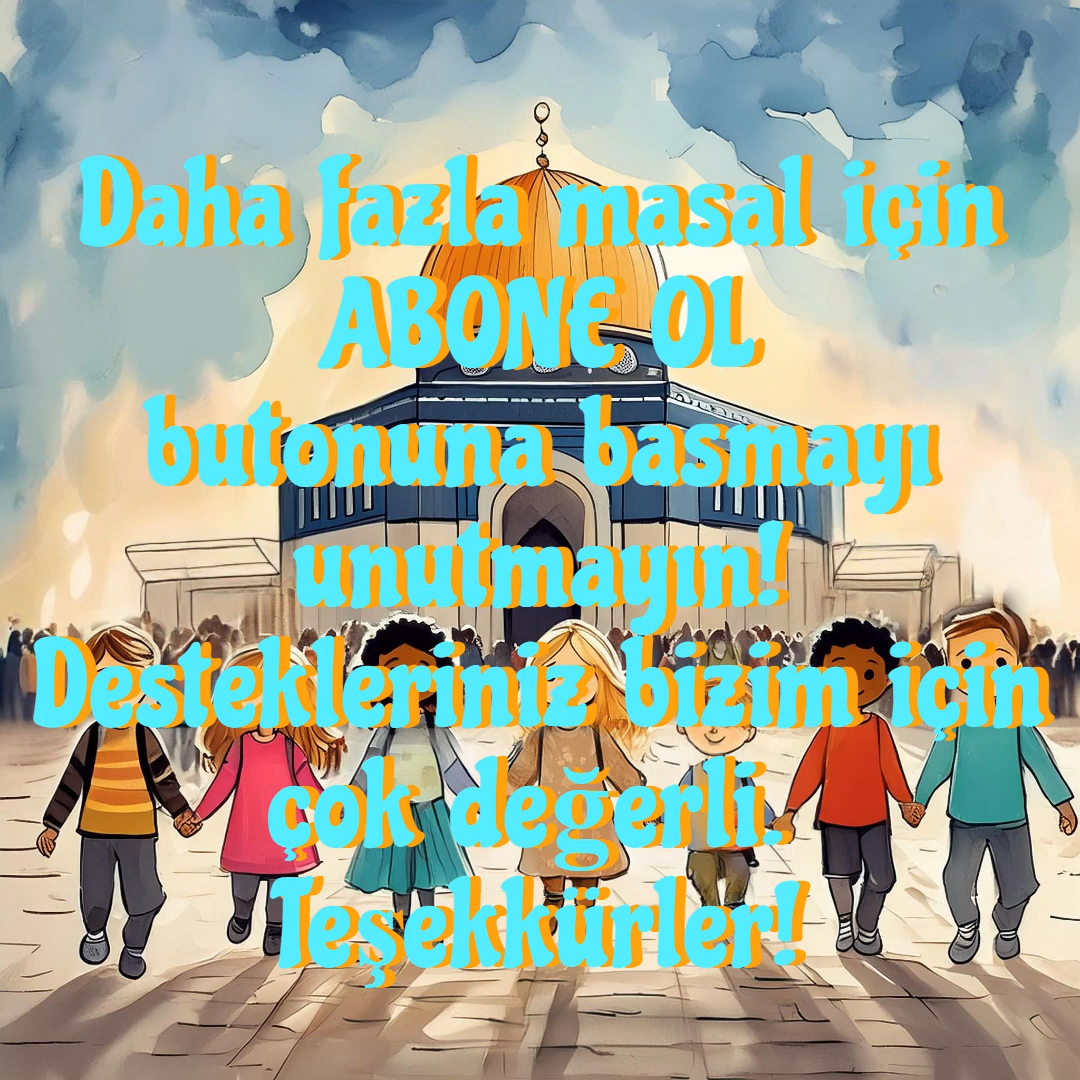 Daha fazla masal için
ABONE OL
butonuna basmayı
unutmayın!
Destekleriniz bizim için
çok değerli.
Teşekkürler!